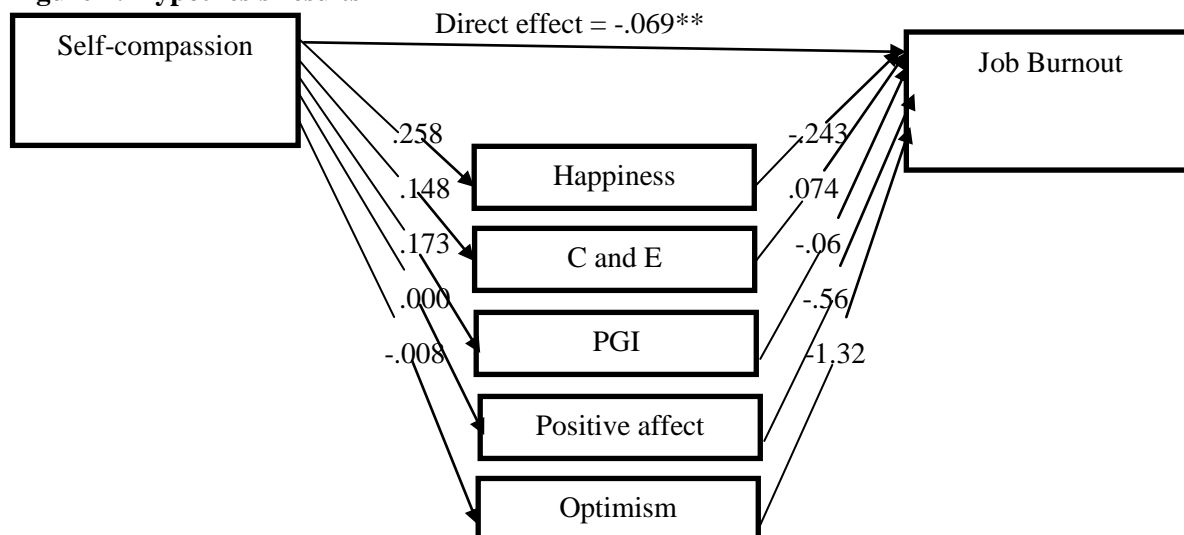 Direct effect = -.069**
Self-compassion
Job Burnout
.258
-.243
Happiness
.148
.074
C and E
.173
-.06
.000
-.56
PGI
-.008
-1.32
Positive affect
Optimism